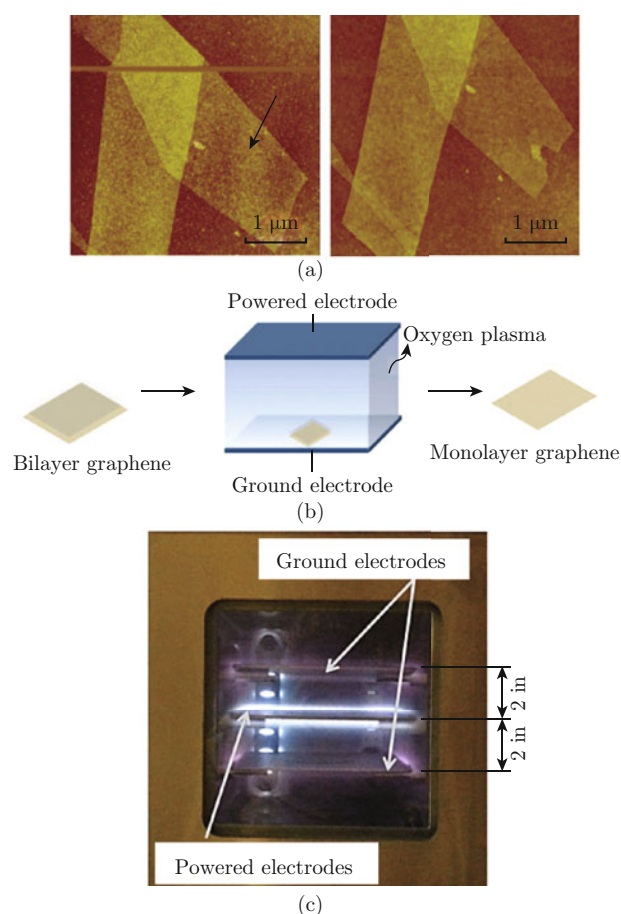 1 μm
1 μm
(a)
Powered electrode
Oxygen plasma
Bilayer graphene
Monolayer graphene
Ground electrode
(b)
Ground electrodes
2 in
2 in
Powered electrodes
(c)